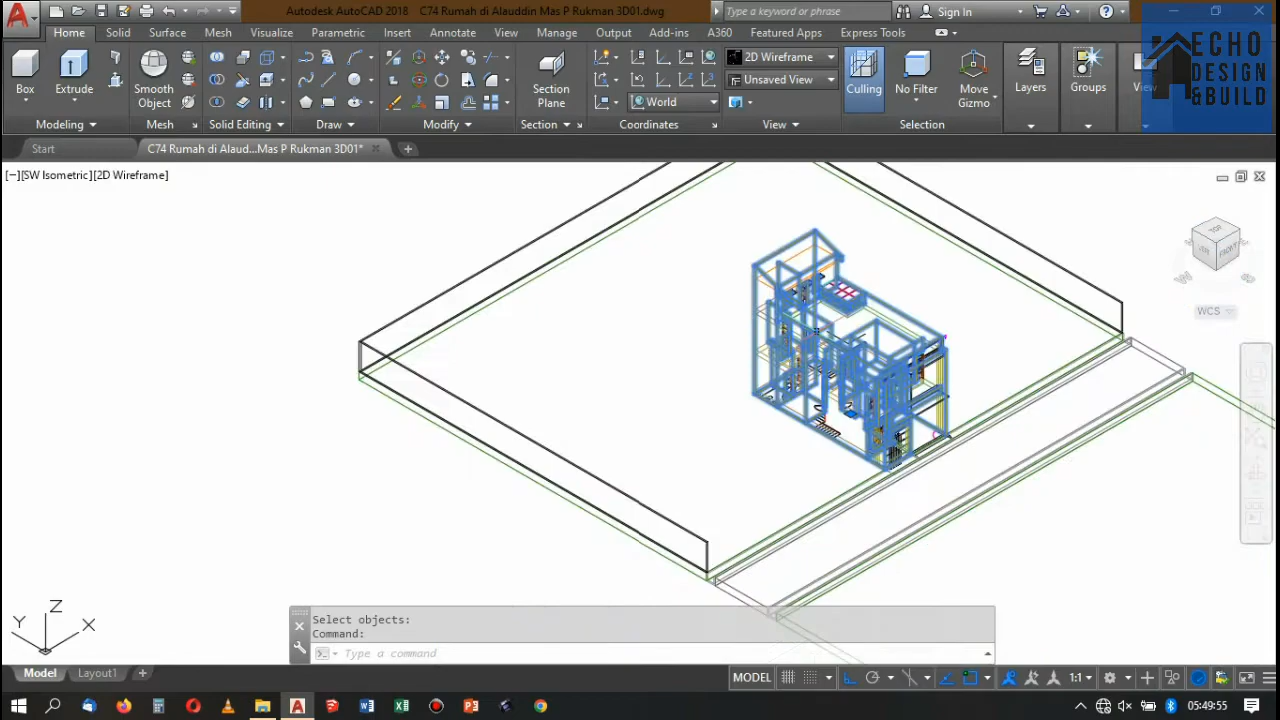 Autodesk AutoCAD 2018 C74 Rumah di Alauddin Mas P Rukman 3D01.dwg
Type a keyword or phrase
Sign In
Home Solid Surface Mesh Visualize Parametric Insert Annotate View Manage Output Add-ins A360 Featured Apps Express Tools
Box
Extrude
Smooth
Object
Section
Plane
World
2D Wireframe
Unsaved View
Culling
No Filter
Move
Gizmo
Layers
Groups
View
Modeling
Mesh
Solid Editing
Draw
Modify
Section
Coordinates
View
Selection
ECHO
DESIGN
&BUILD
Start
C74 Rumah di Alaud...Mas P Rukman 3D01*
[−][SW Isometric][2D Wireframe]
TOP
FRONT
W
WCS
Z
Y
X
Select objects:
Command:
Type a command
Model
Layout1
MODEL
1:1
05:49:55